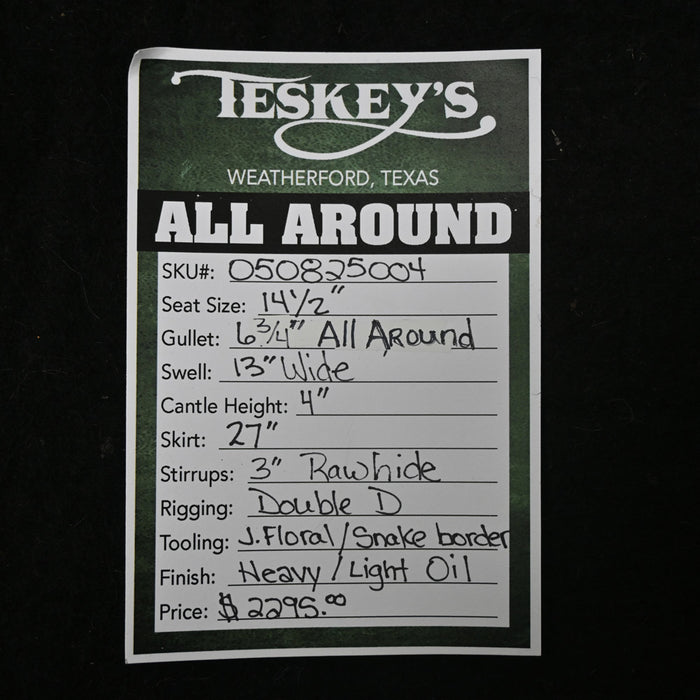 TESKEY'S
WEATHERFORD, TEXAS
ALL AROUND
SKU#: 050825004
Seat Size: 14 1/2"
Gullet: 6 3/4" All Around
Swell: 13" Wide
Cantle Height: 4"
Skirt: 27"
Stirrups: 3" Rawhide
Rigging: Double D
Tooling: J.Floral/Snake border
Finish: Heavy/Light Oil
Price: $2295.00